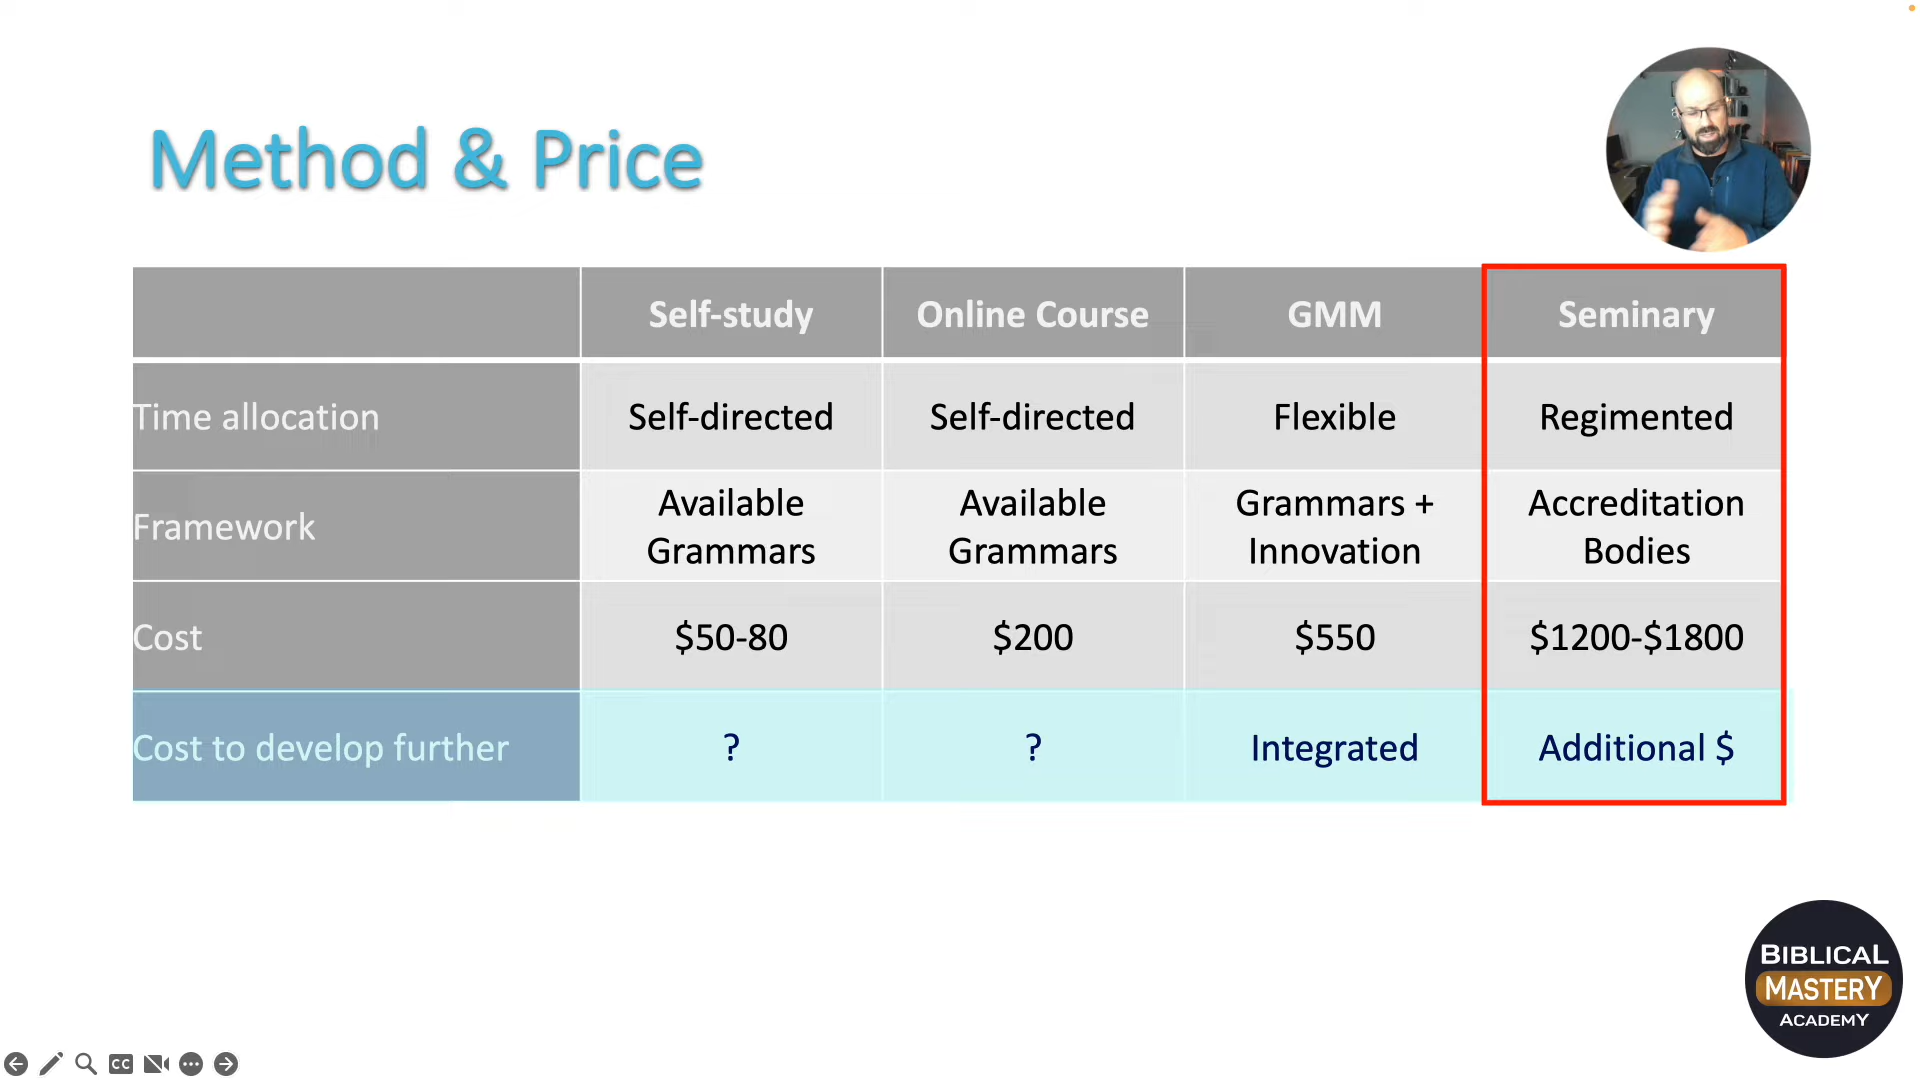 Method & Price
Self-study Online Course GMM Seminary
Time allocation Self-directed Self-directed Flexible Regimented
Framework Available Grammars Available Grammars Grammars + Innovation Accreditation Bodies
Cost $50-80 $200 $550 $1200-$1800
Cost to develop further ? ? Integrated Additional $
BIBLICAL
MASTERY
ACADEMY
CC